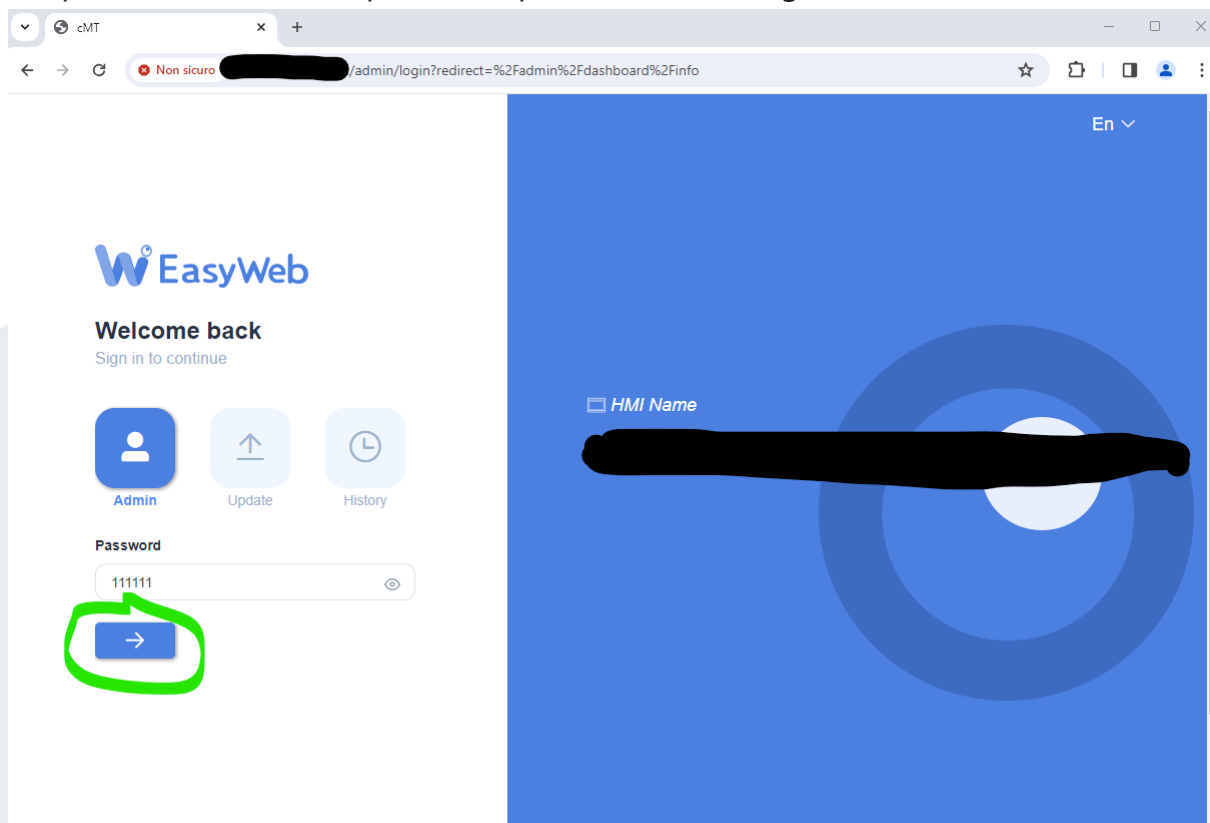 cMT
Non sicuro
/admin/login?redirect=%2Fadmin%2Fdashboard%2Finfo
En
EasyWeb
Welcome back
Sign in to continue
HMI Name
Admin Update History
Password
111111